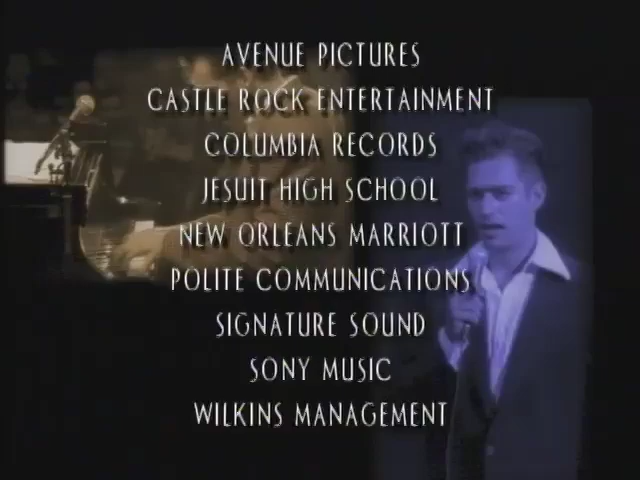 AVENUE PICTURES
CASTLE ROCK ENTERTAINMENT
COLUMBIA RECORDS
JESUIT HIGH SCHOOL
NEW ORLEANS MARRIOTT
POLITE COMMUNICATIONS
SIGNATURE SOUND
SONY MUSIC
WILKINS MANAGEMENT